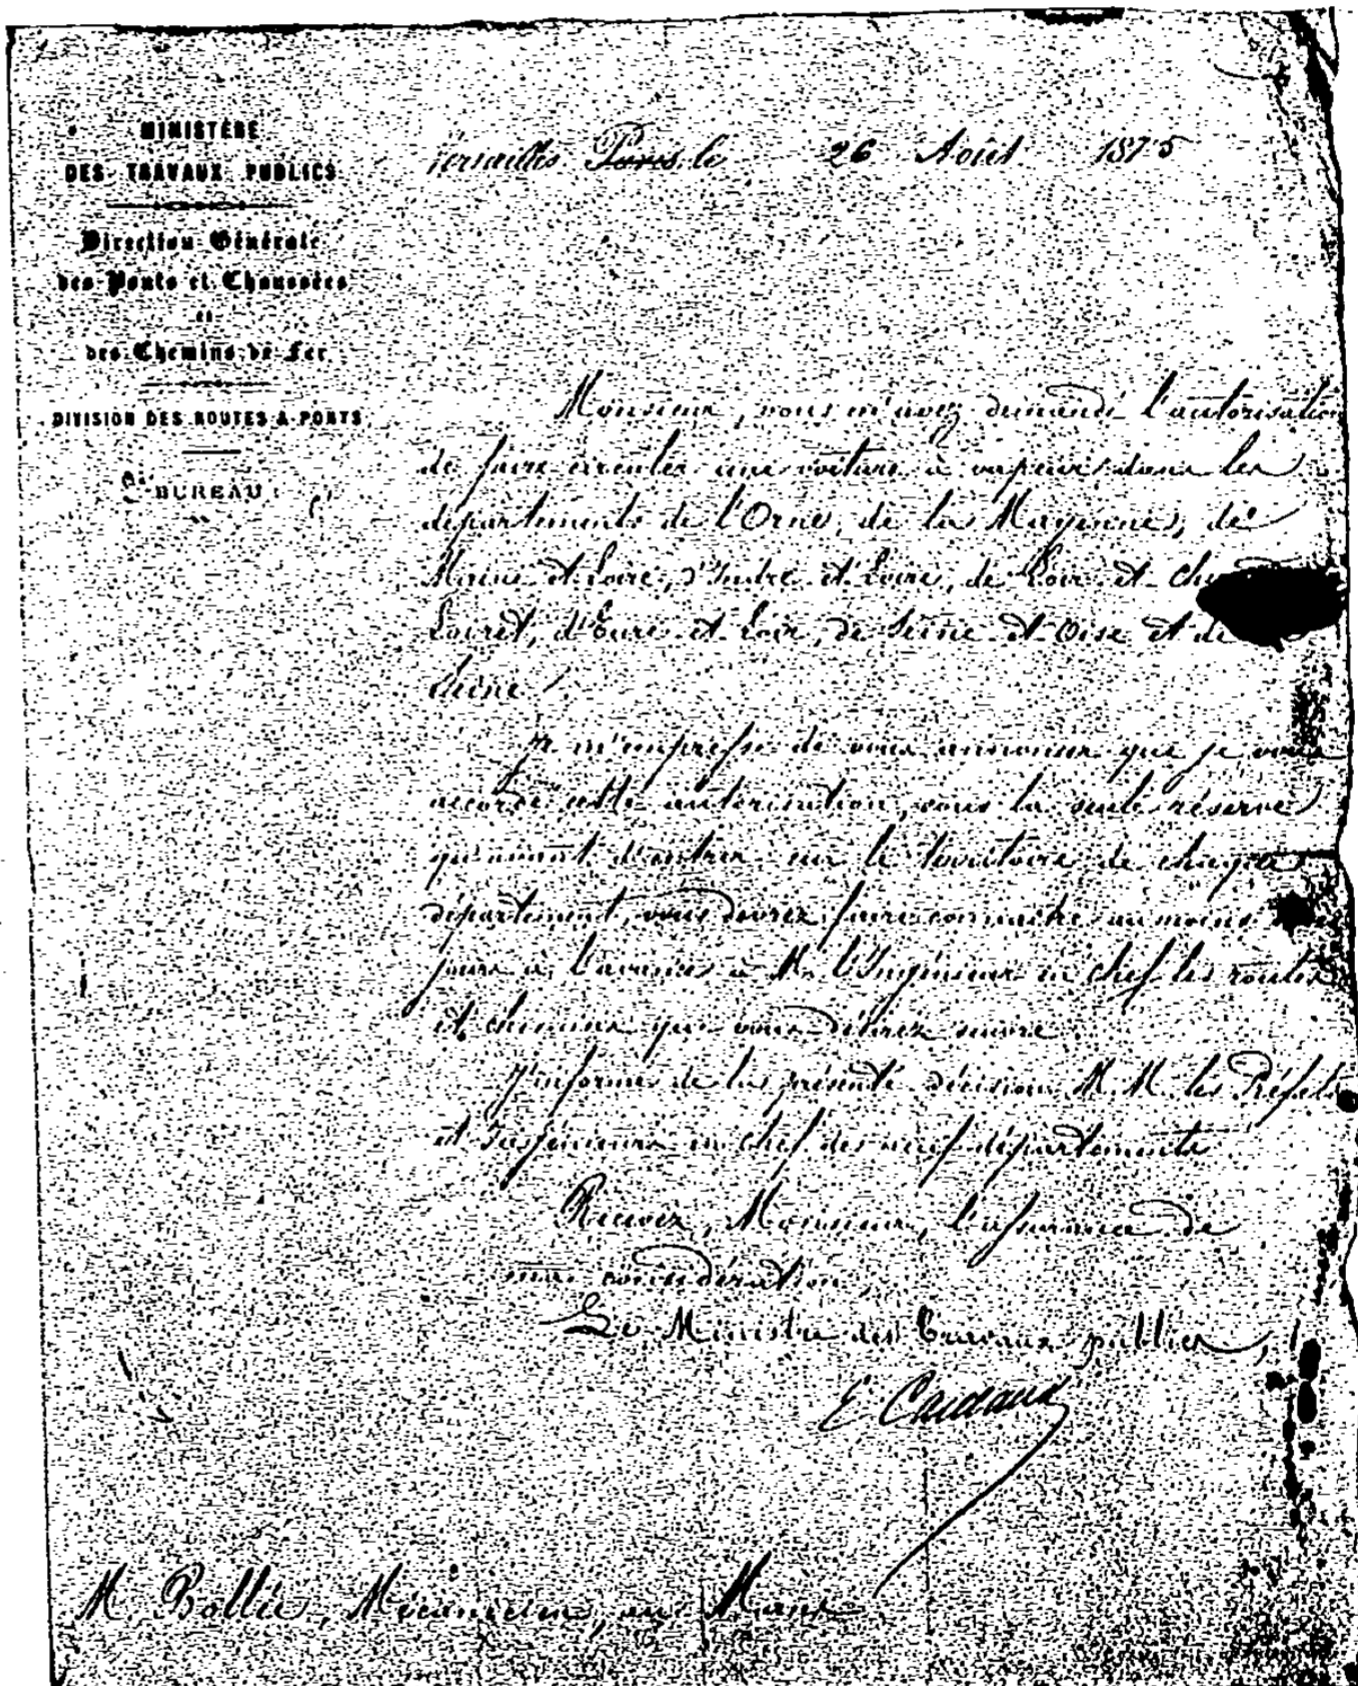 MINISTÈRE
DES TRAVAUX PUBLICS
Direction Générale
des Ponts et Chaussées
et
des Chemins de Fer
DIVISION DES ROUTES & PONTS
2e BUREAU
Versailles Paris, le 26 Août 1875
Monsieur, vous m'avez demandé l'autorisation
de faire circuler une voiture à vapeur dans les
départements de l'Orne, de la Mayenne, de
Maine et Loire, d'Indre et Loire, de Loir et Cher
Loiret, d'Eure et Loir, de Seine et Oise et de
Seine.
Je m'empresse de vous annoncer que je vous
accorde cette autorisation, sous la seule réserve
qu'avant d'entrer sur le territoire de chaque
département, vous devrez faire connaître au moins
jours à l'avance à M. l'Ingénieur en chef les routes
et chemins que vous devrez suivre.
J'informe de la présente décision M.M. les Préfets
et Ingénieurs en chef des neuf départements.
Recevez, Monsieur, l'assurance de
ma considération,
Le Ministre des Travaux publics,
E Caillaux
M. Bollée, Mécanicien, au Mans